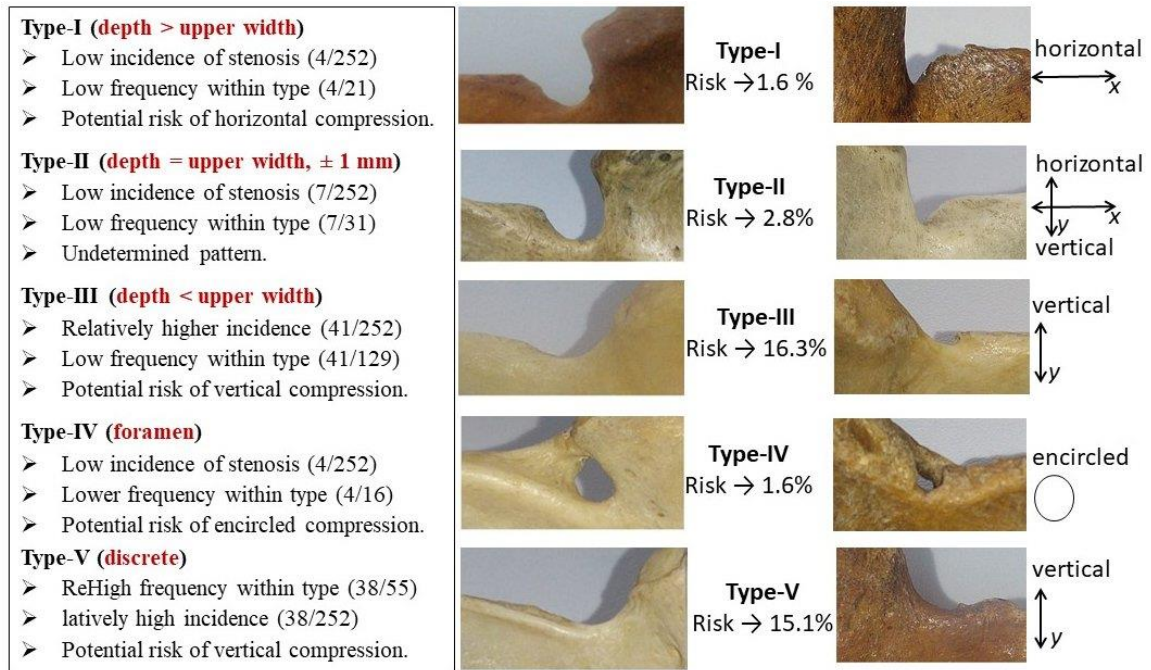 Type-I (depth > upper width)
➢ Low incidence of stenosis (4/252)
➢ Low frequency within type (4/21)
➢ Potential risk of horizontal compression.
Type-II (depth = upper width, ± 1 mm)
➢ Low incidence of stenosis (7/252)
➢ Low frequency within type (7/31)
➢ Undetermined pattern.
Type-III (depth < upper width)
➢ Relatively higher incidence (41/252)
➢ Low frequency within type (41/129)
➢ Potential risk of vertical compression.
Type-IV (foramen)
➢ Low incidence of stenosis (4/252)
➢ Lower frequency within type (4/16)
➢ Potential risk of encircled compression.
Type-V (discrete)
➢ ReHigh frequency within type (38/55)
➢ latively high incidence (38/252)
➢ Potential risk of vertical compression.
Type-I
Risk → 1.6 %
horizontal
x
Type-II
Risk → 2.8%
horizontal
y
x
vertical
Type-III
Risk → 16.3%
vertical
y
Type-IV
Risk → 1.6%
encircled
Type-V
Risk → 15.1%
vertical
y